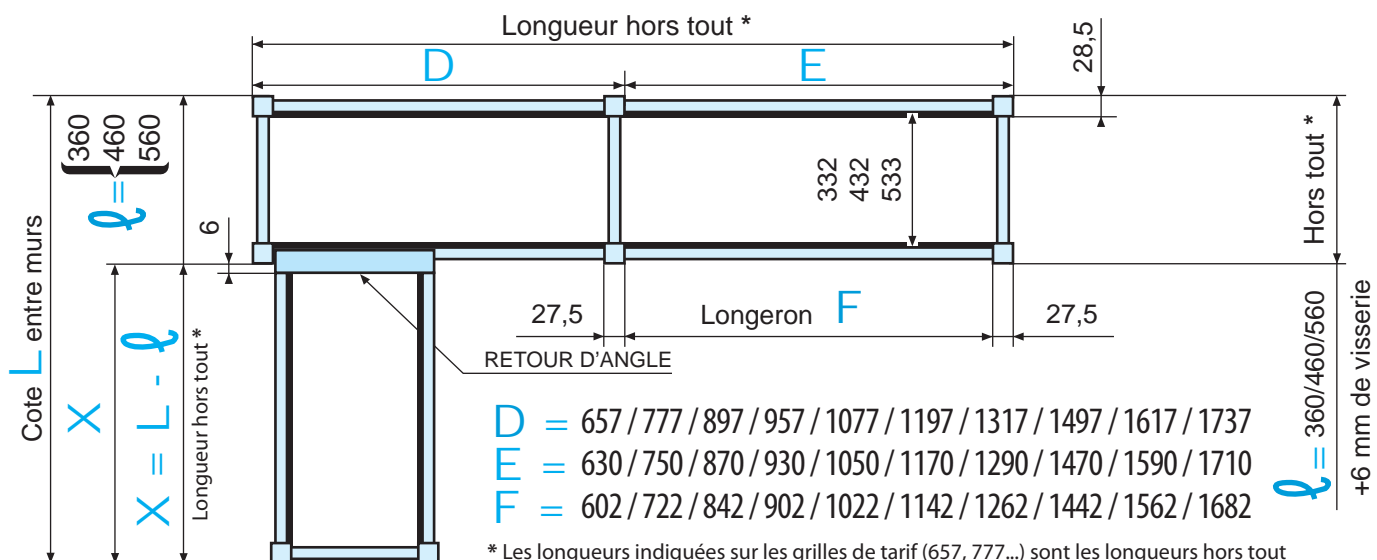 Longueur hors tout *
D
E
28,5
360
460
560
ℓ =
6
332
432
533
Hors tout *
Cote L entre murs
X
X = L - ℓ
Longueur hors tout *
27,5
Longeron F
27,5
RETOUR D'ANGLE
ℓ = 360/460/560
+6 mm de visserie
D = 657 / 777 / 897 / 957 / 1077 / 1197 / 1317 / 1497 / 1617 / 1737
E = 630 / 750 / 870 / 930 / 1050 / 1170 / 1290 / 1470 / 1590 / 1710
F = 602 / 722 / 842 / 902 / 1022 / 1142 / 1262 / 1442 / 1562 / 1682
* Les longueurs indiquées sur les grilles de tarif (657, 777...) sont les longueurs hors tout